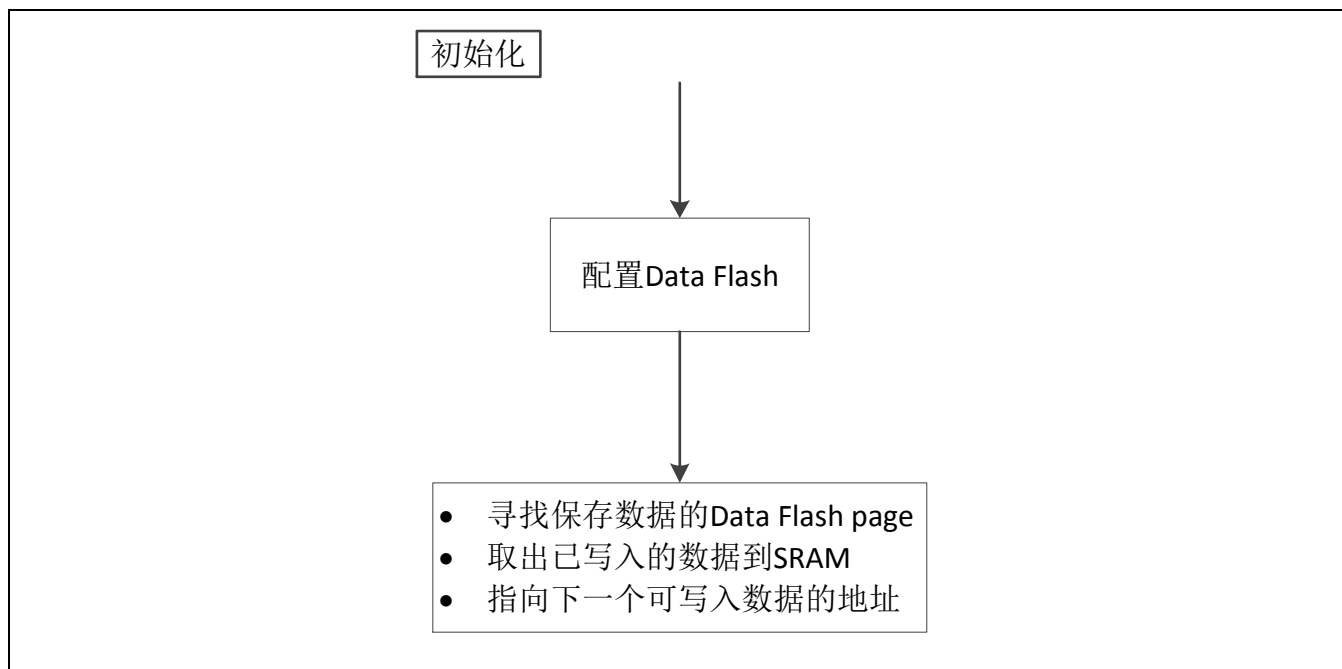 初始化
配置Data Flash
● 寻找保存数据的Data Flash page
● 取出已写入的数据到SRAM
● 指向下一个可写入数据的地址